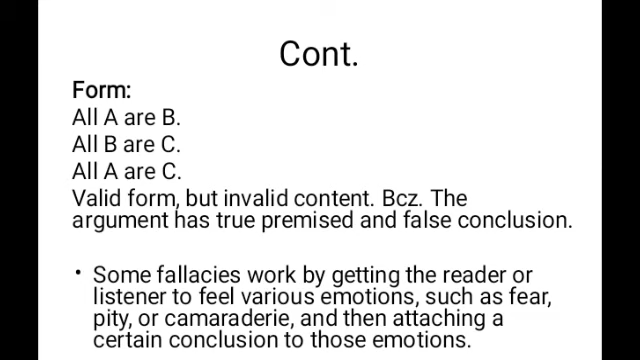 Cont.
Form:
All A are B.
All B are C.
All A are C.
Valid form, but invalid content. Bcz. The
argument has true premised and false conclusion.
• Some fallacies work by getting the reader or
listener to feel various emotions, such as fear,
pity, or camaraderie, and then attaching a
certain conclusion to those emotions.